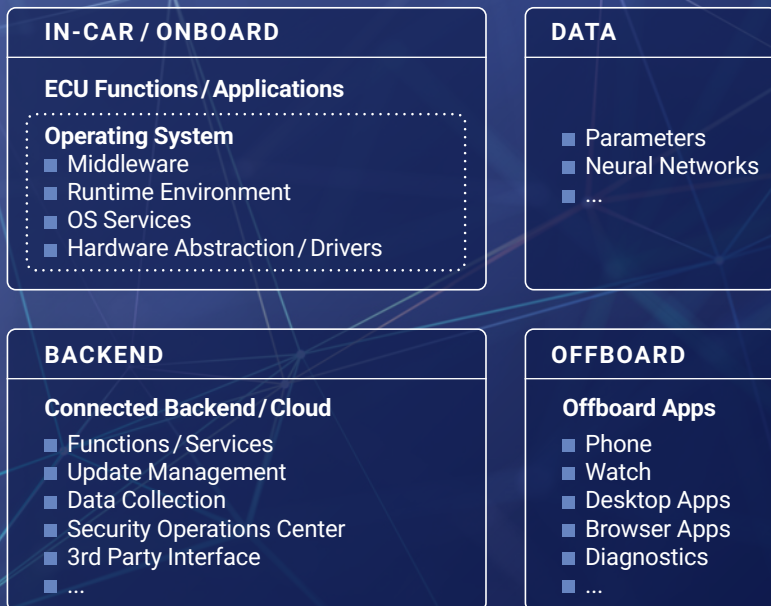 IN-CAR / ONBOARD
ECU Functions / Applications
Operating System
Middleware
Runtime Environment
OS Services
Hardware Abstraction / Drivers
DATA
Parameters
Neural Networks
...
BACKEND
Connected Backend / Cloud
Functions / Services
Update Management
Data Collection
Security Operations Center
3rd Party Interface
...
OFFBOARD
Offboard Apps
Phone
Watch
Desktop Apps
Browser Apps
Diagnostics
...